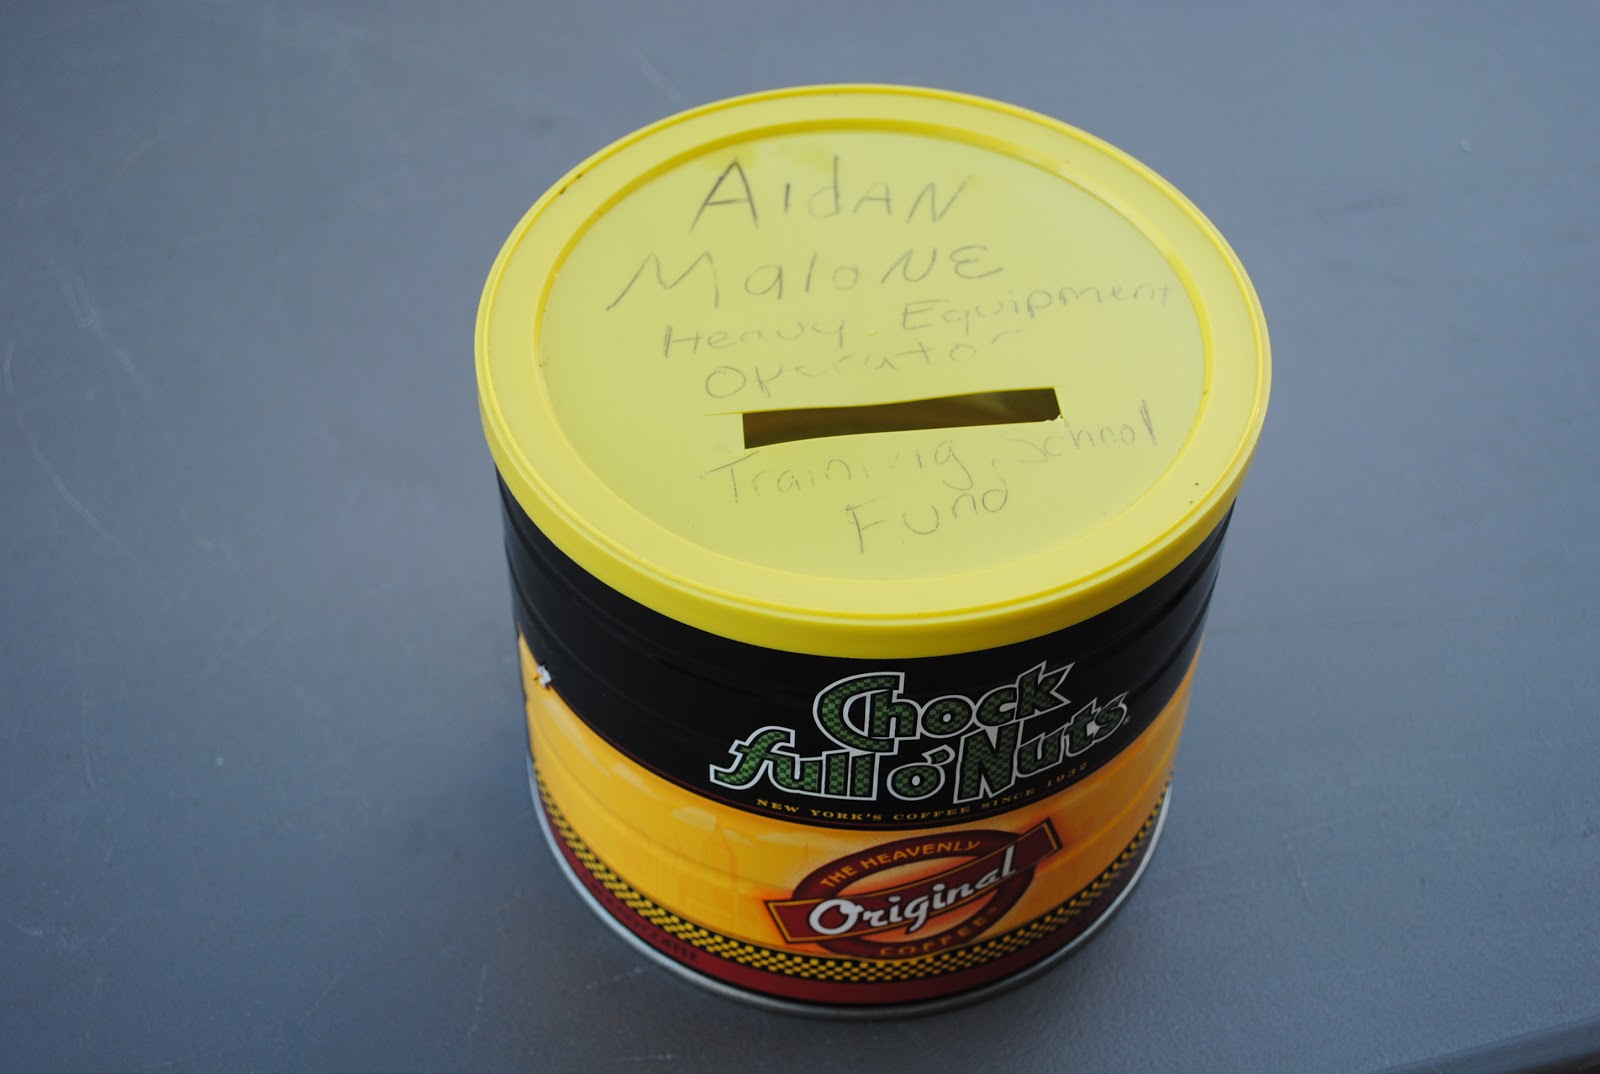 AidAN
MaloNE
Heavy Equipment
Operator
Training School
Fund
Chock
full o' Nuts
NEW YORK'S COFFEE SINCE 1932
THE HEAVENLY
Original
COFFEE